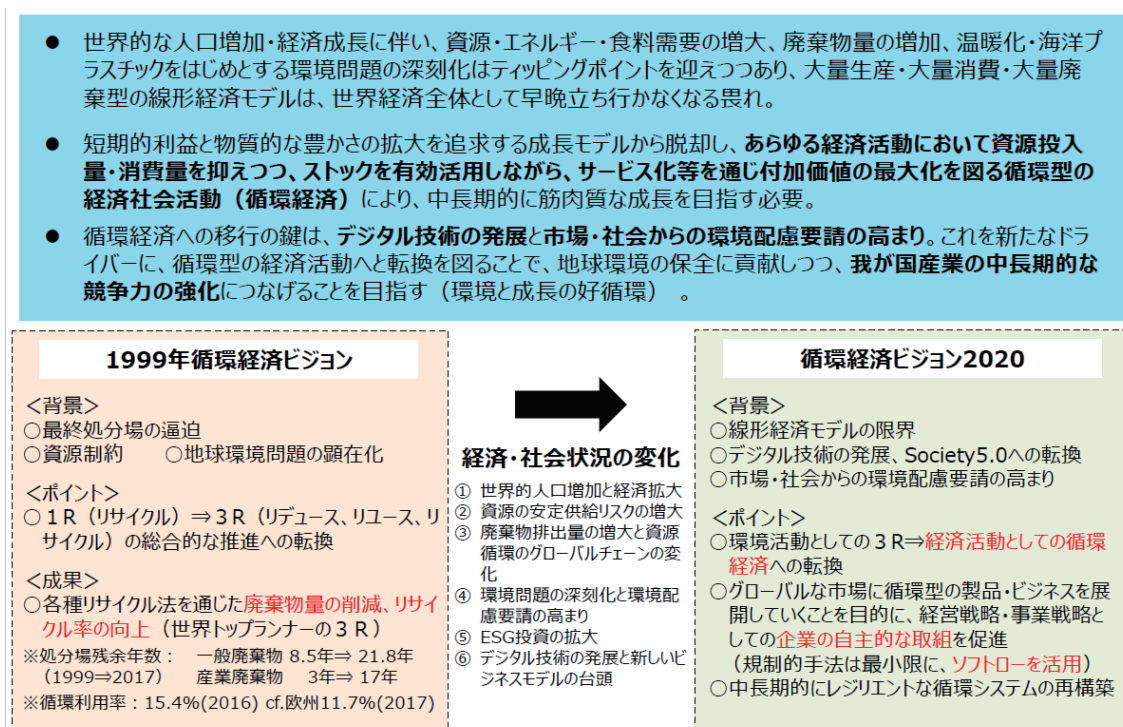 ● 世界的な人口増加・経済成長に伴い、資源・エネルギー・食料需要の増大、廃棄物量の増加、温暖化・海洋プ
ラスチックをはじめとする環境問題の深刻化はティッピングポイントを迎えつつあり、大量生産・大量消費・大量廃
棄型の線形経済モデルは、世界経済全体として早晩立ち行かなくなる畏れ。
● 短期的利益と物質的な豊かさの拡大を追求する成長モデルから脱却し、あらゆる経済活動において資源投入
量・消費量を抑えつつ、ストックを有効活用しながら、サービス化等を通じ付加価値の最大化を図る循環型の
経済社会活動（循環経済）により、中長期的に筋肉質な成長を目指す必要。
● 循環経済への移行の鍵は、デジタル技術の発展と市場・社会からの環境配慮要請の高まり。これを新たなドラ
イバーに、循環型の経済活動へと転換を図ることで、地球環境の保全に貢献しつつ、我が国産業の中長期的な
競争力の強化につなげることを目指す（環境と成長の好循環） 。
1999年循環経済ビジョン
＜背景＞
○最終処分場の逼迫
○資源制約 ○地球環境問題の顕在化
＜ポイント＞
○１R（リサイクル）⇒３R（リデュース、リユース、リ
サイクル）の総合的な推進への転換
＜成果＞
○各種リサイクル法を通じた廃棄物量の削減、リサイ
クル率の向上（世界トップランナーの３R）
※処分場残余年数： 一般廃棄物 8.5年⇒ 21.8年
（1999⇒2017） 産業廃棄物 3年⇒ 17年
※循環利用率：15.4%(2016) cf.欧州11.7%(2017)
経済・社会状況の変化
① 世界的人口増加と経済拡大
② 資源の安定供給リスクの増大
③ 廃棄物排出量の増大と資源
循環のグローバルチェーンの変
化
④ 環境問題の深刻化と環境配
慮要請の高まり
⑤ ESG投資の拡大
⑥ デジタル技術の発展と新しいビ
ジネスモデルの台頭
循環経済ビジョン2020
＜背景＞
○線形経済モデルの限界
○デジタル技術の発展、Society5.0への転換
○市場・社会からの環境配慮要請の高まり
＜ポイント＞
○環境活動としての３R⇒経済活動としての循環
経済への転換
○グローバルな市場に循環型の製品・ビジネスを展
開していくことを目的に、経営戦略・事業戦略と
しての企業の自主的な取組を促進
（規制的手法は最小限に、ソフトローを活用）
○中長期的にレジリエントな循環システムの再構築